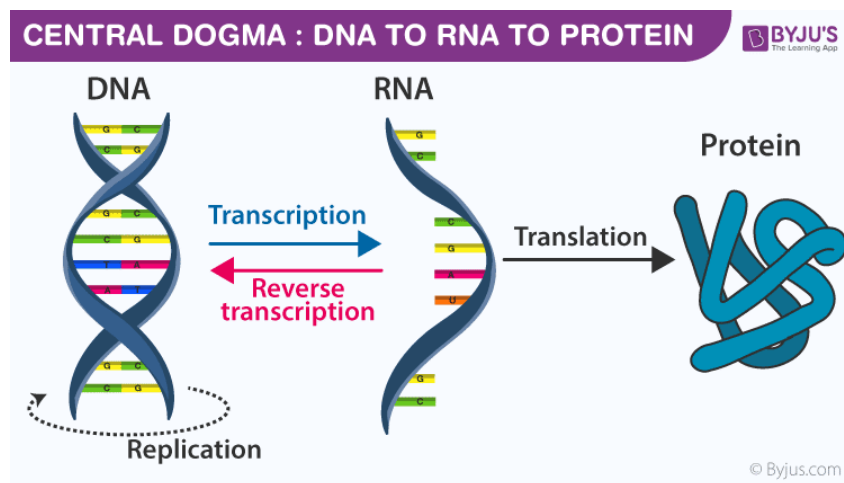 CENTRAL DOGMA : DNA TO RNA TO PROTEIN
BYJU'S
The Learning App
DNA
RNA
Protein
G C
C G
G C
C G
T A
A T
G C
C G
Replication
Transcription
Reverse
transcription
G
C
C
G
A
U
G
C
Translation
© Byjus.com